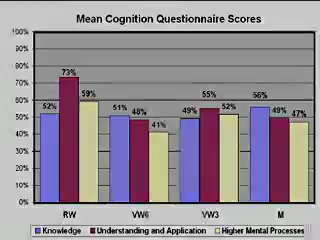 Mean Cognition Questionnaire Scores
100%
90%
80%
70%
60%
50%
40%
30%
20%
10%
0%
52% 73% 59% 51% 48% 41% 49% 55% 52% 56% 49% 47%
RW VW6 VW3 M
Knowledge Understanding and Application Higher Mental Processes